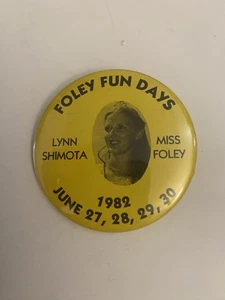 FOLEY FUN DAYS
LYNN SHIMOTA
MISS FOLEY
1982
JUNE 27, 28, 29, 30